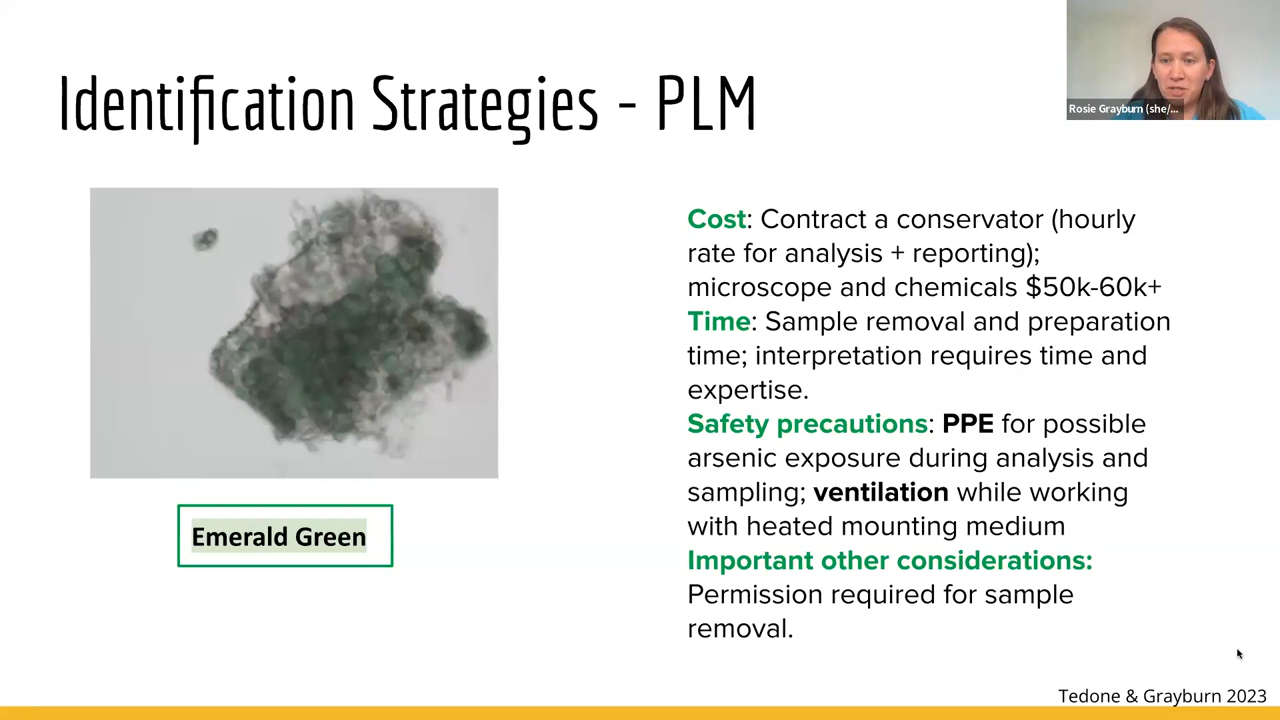 Identification Strategies - PLM
Rosie Grayburn (she/...
Cost: Contract a conservator (hourly
rate for analysis + reporting);
microscope and chemicals $50k-60k+
Time: Sample removal and preparation
time; interpretation requires time and
expertise.
Safety precautions: PPE for possible
arsenic exposure during analysis and
sampling; ventilation while working
with heated mounting medium
Important other considerations:
Permission required for sample
removal.
Emerald Green
Tedone & Grayburn 2023